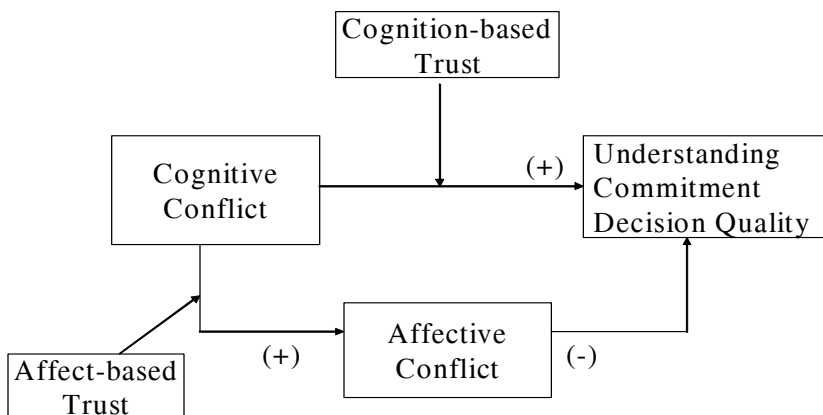 Cognition-based
Trust
Cognitive
Conflict
(+)
Understanding
Commitment
Decision Quality
Affect-based
Trust
(+)
Affective
Conflict
(-)